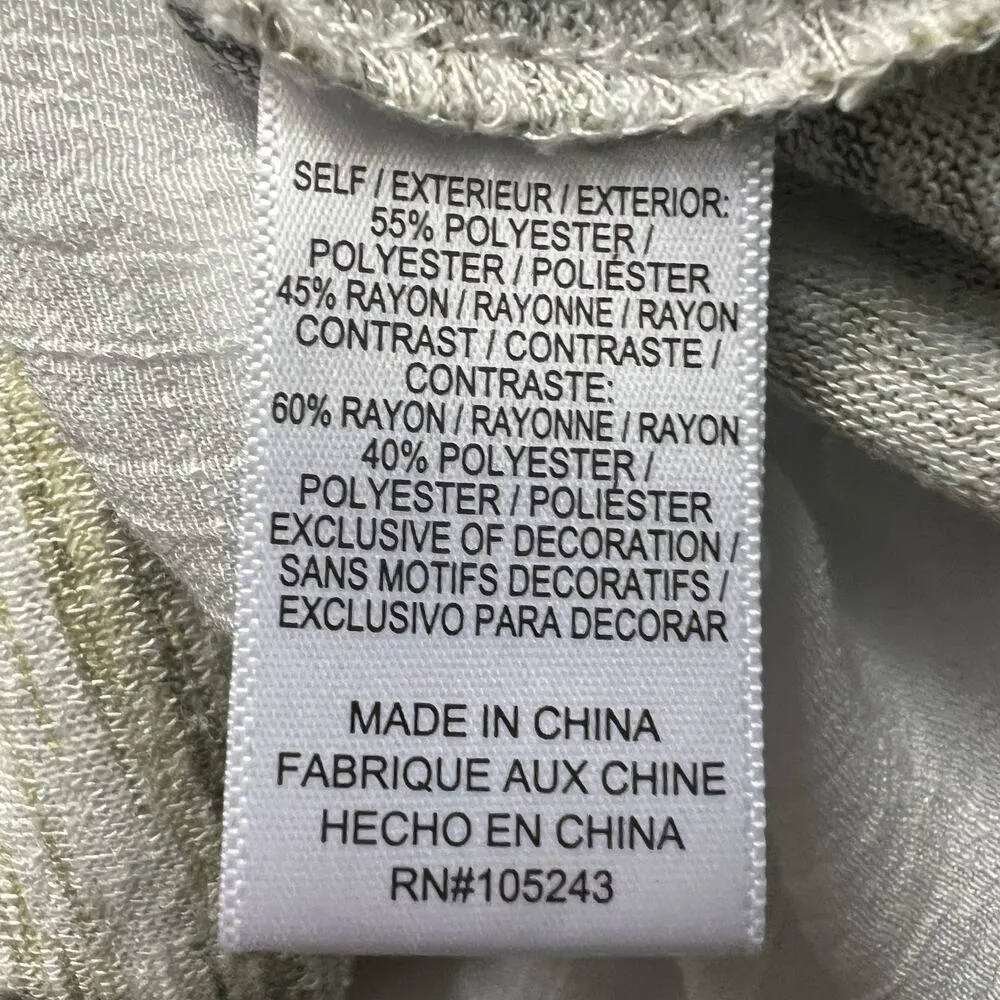 SELF / EXTERIEUR / EXTERIOR:
55% POLYESTER /
POLYESTER / POLIÉSTER
45% RAYON / RAYONNE / RAYON
CONTRAST / CONTRASTE /
CONTRASTE:
60% RAYON / RAYONNE / RAYON
40% POLYESTER /
POLYESTER / POLIÉSTER
EXCLUSIVE OF DECORATION /
SANS MOTIFS DECORATIFS /
EXCLUSIVO PARA DECORAR
MADE IN CHINA
FABRIQUE AUX CHINE
HECHO EN CHINA
RN#105243